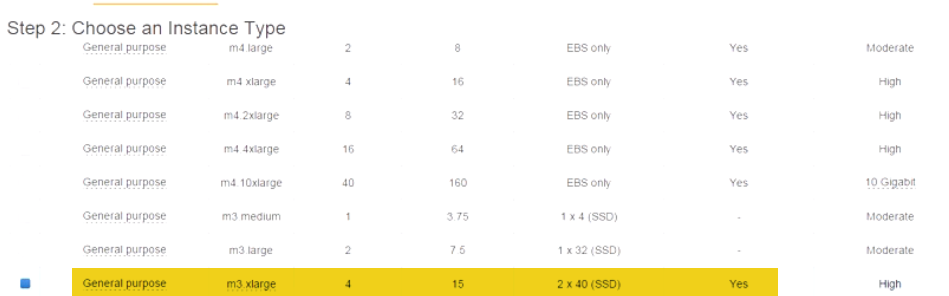 Step 2: Choose an Instance Type
General purpose m4.large 2 8 EBS only Yes Moderate
General purpose m4.xlarge 4 16 EBS only Yes High
General purpose m4.2xlarge 8 32 EBS only Yes High
General purpose m4.4xlarge 16 64 EBS only Yes High
General purpose m4.10xlarge 40 160 EBS only Yes 10 Gigabit
General purpose m3.medium 1 3.75 1 x 4 (SSD) - Moderate
General purpose m3.large 2 7.5 1 x 32 (SSD) - Moderate
General purpose m3.xlarge 4 15 2 x 40 (SSD) Yes High